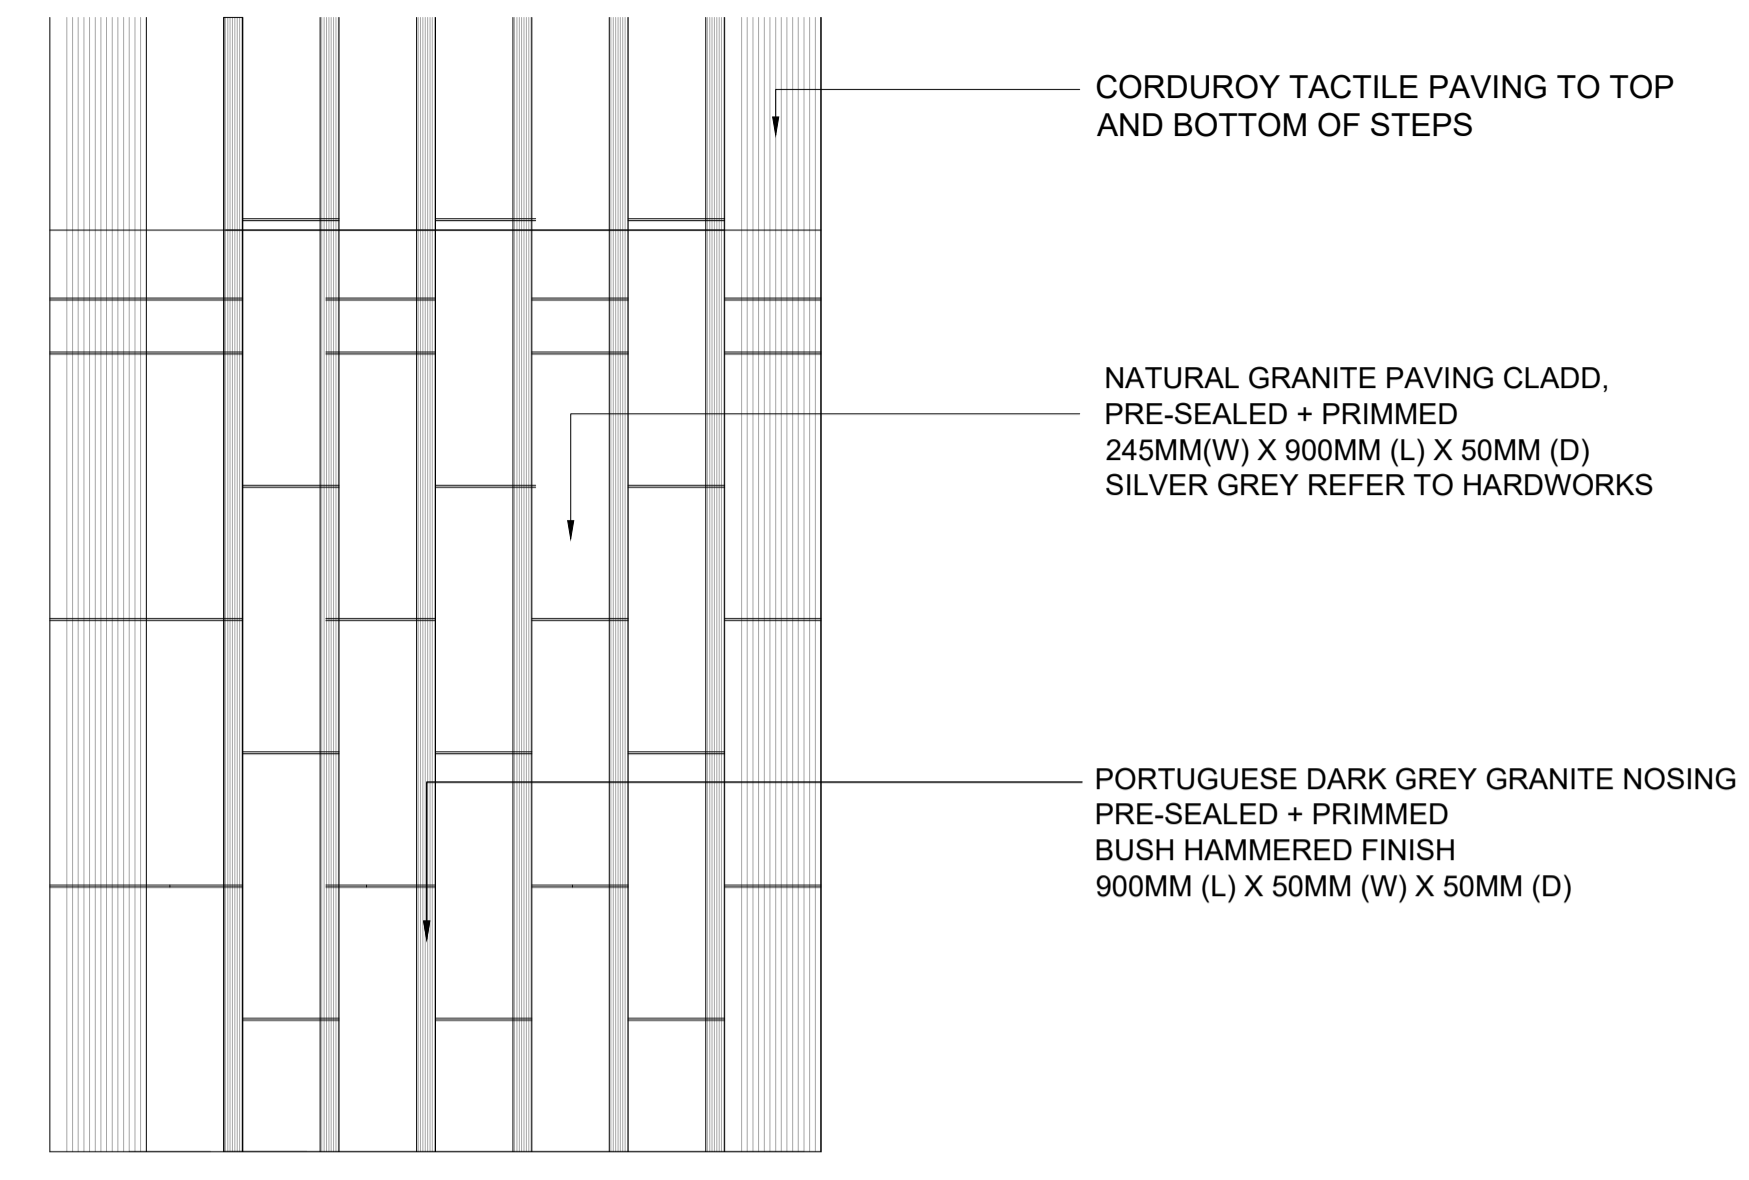 CORDUROY TACTILE PAVING TO TOP
AND BOTTOM OF STEPS
NATURAL GRANITE PAVING CLADD,
PRE-SEALED + PRIMMED
245MM(W) X 900MM (L) X 50MM (D)
SILVER GREY REFER TO HARDWORKS
PORTUGUESE DARK GREY GRANITE NOSING
PRE-SEALED + PRIMMED
BUSH HAMMERED FINISH
900MM (L) X 50MM (W) X 50MM (D)